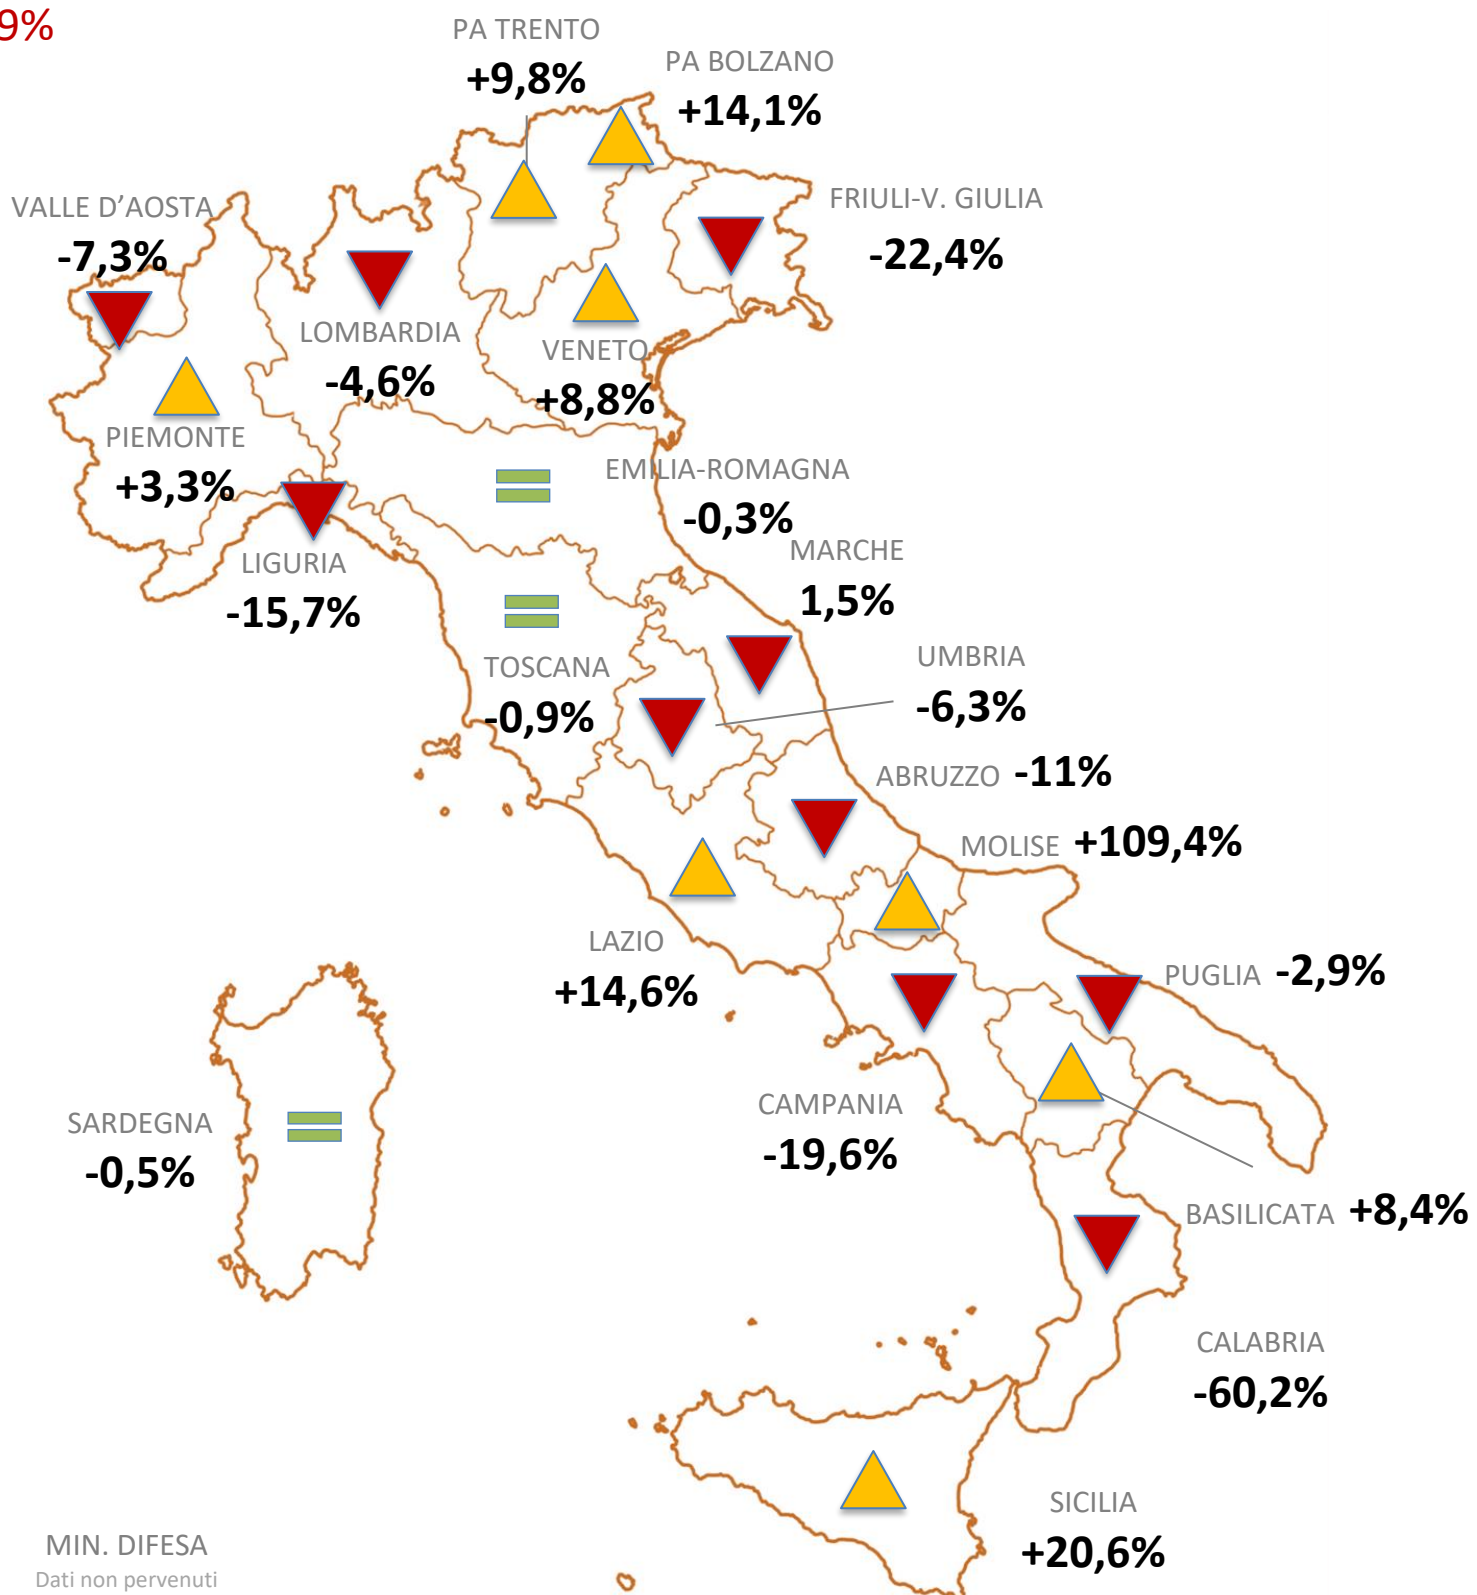 9%
PA TRENTO
+9,8%
PA BOLZANO
+14,1%
VALLE D’AOSTA
-7,3%
FRIULI-V. GIULIA
-22,4%
LOMBARDIA
-4,6%
VENETO
+8,8%
PIEMONTE
+3,3%
EMILIA-ROMAGNA
-0,3%
LIGURIA
-15,7%
MARCHE
1,5%
TOSCANA
-0,9%
UMBRIA
-6,3%
ABRUZZO -11%
MOLISE +109,4%
LAZIO
+14,6%
PUGLIA -2,9%
CAMPANIA
-19,6%
SARDEGNA
-0,5%
BASILICATA +8,4%
CALABRIA
-60,2%
SICILIA
+20,6%
MIN. DIFESA
Dati non pervenuti